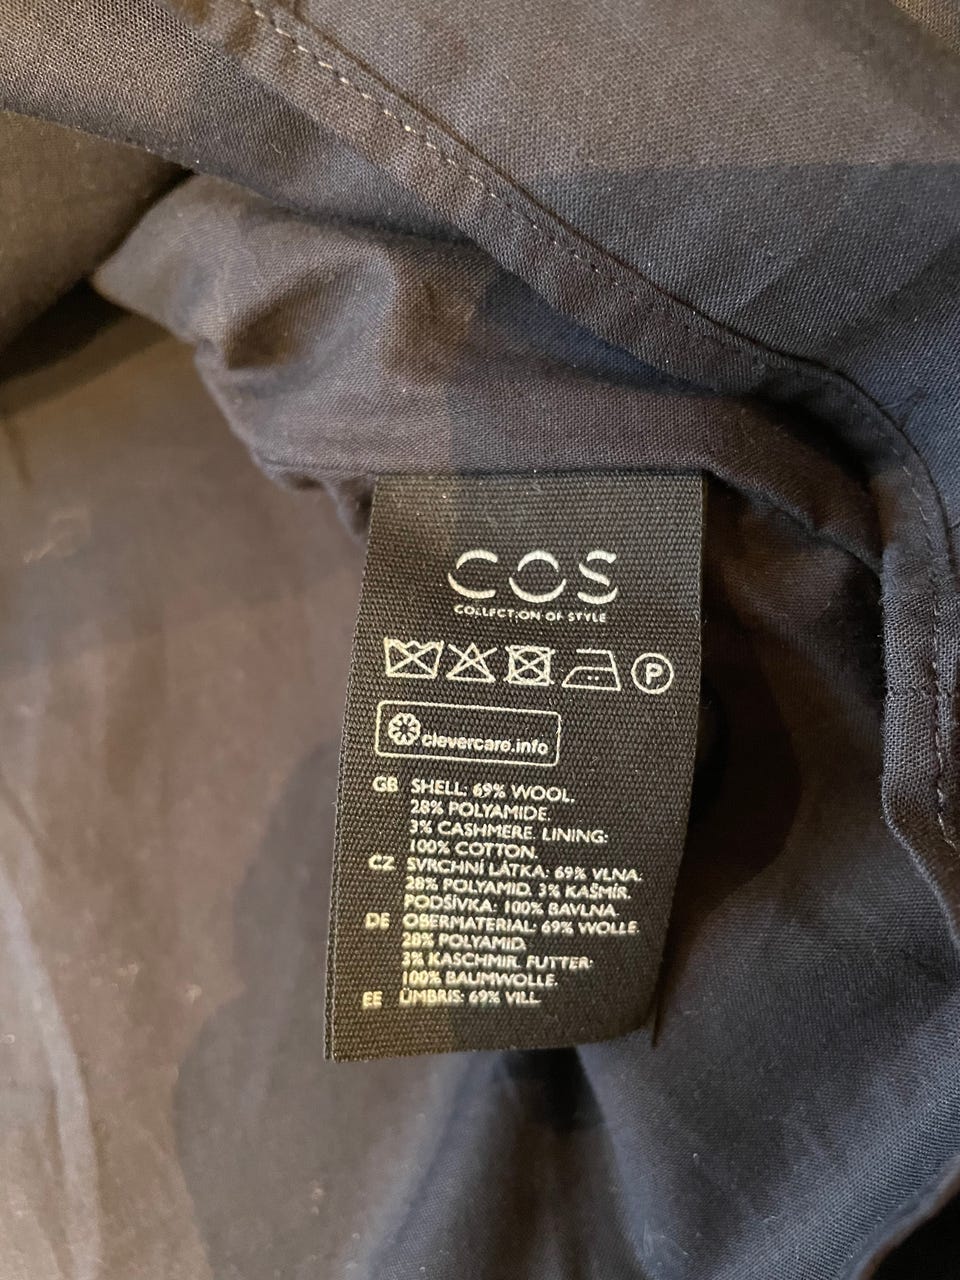 COS
COLLECTION OF STYLE
P
clevercare.info
GB SHELL: 69% WOOL,
28% POLYAMIDE.
3% CASHMERE. LINING:
100% COTTON.
CZ SVRCHNÍ LÁTKA: 69% VLNA.
28% POLYAMID. 3% KAŠMÍR.
PODŠÍVKA: 100% BAVLNA
DE OBERMATERIAL: 69% WOLLE.
28% POLYAMID.
3% KASCHMIR. FUTTER:
100% BAUMWOLLE.
EE ÜMBRIS: 69% VILL.